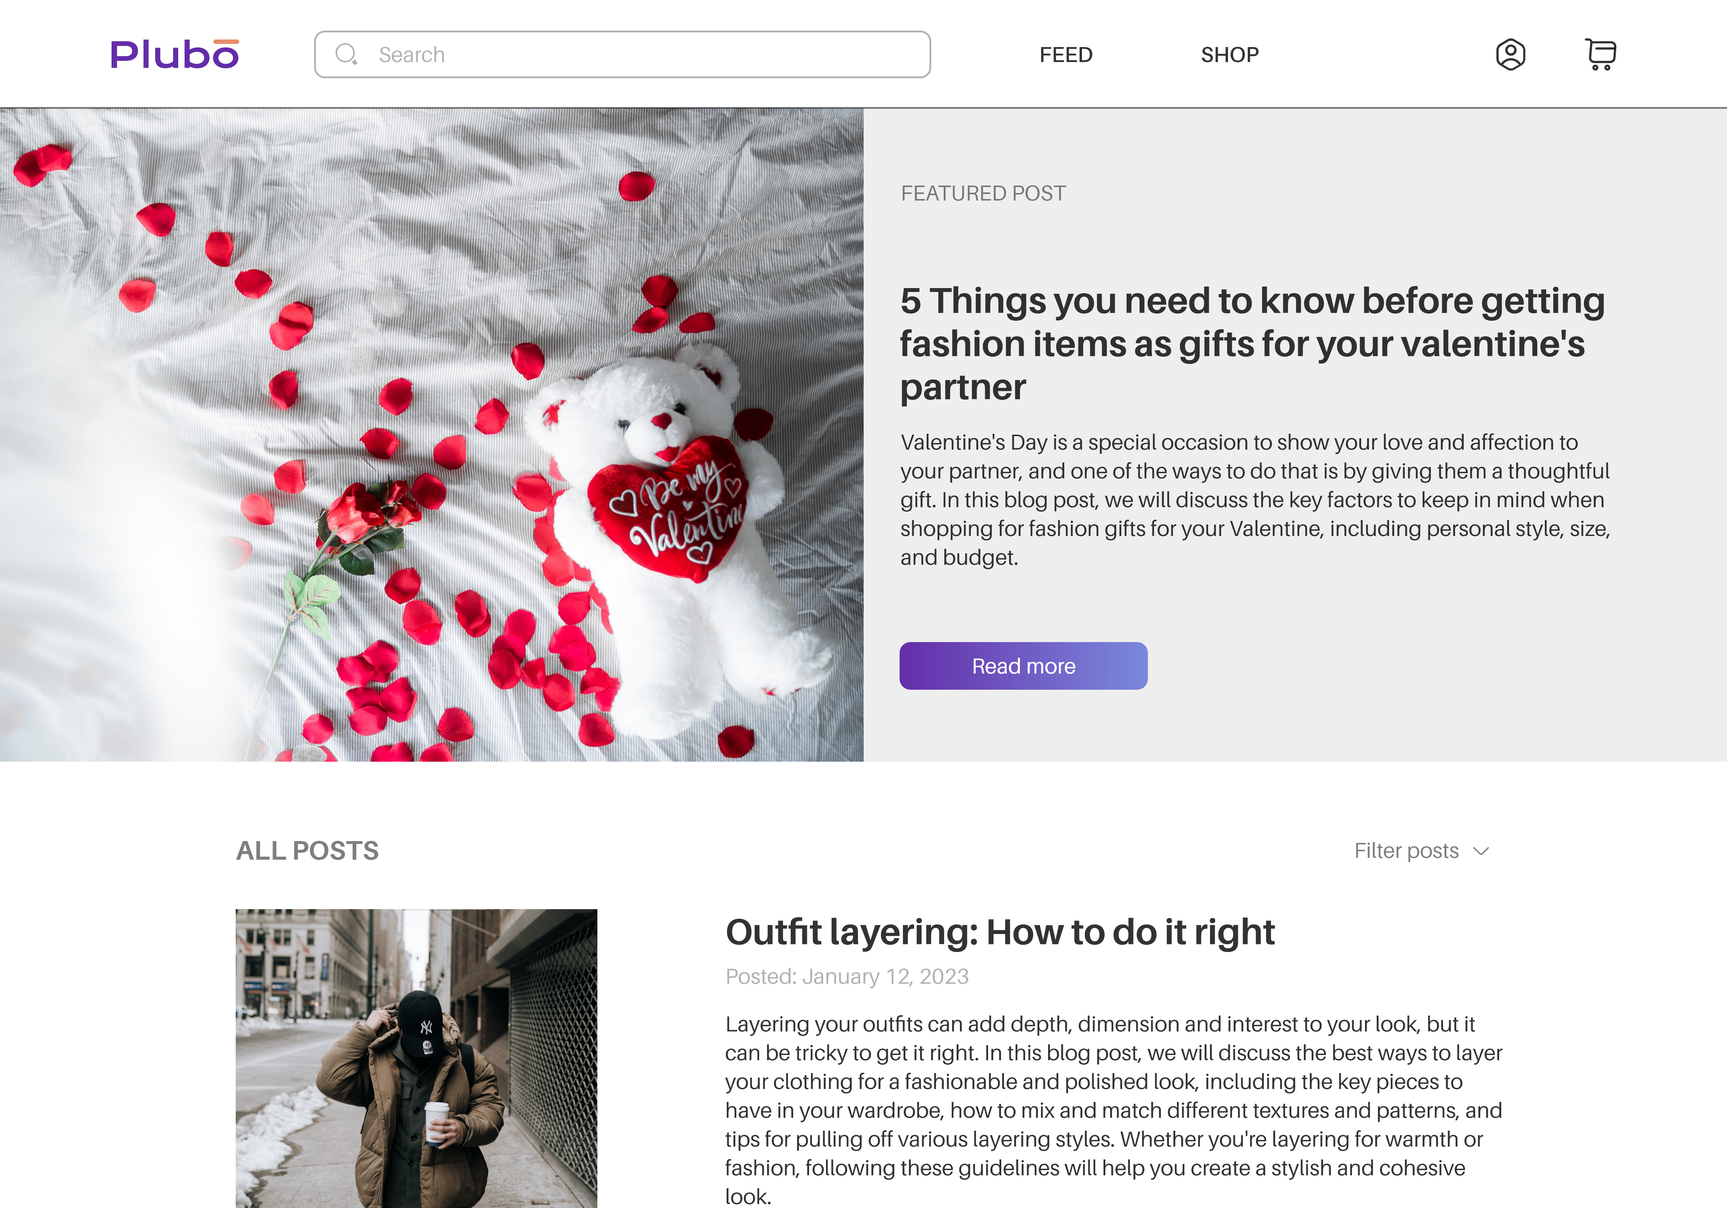 Plubo
Search
FEED
SHOP
Be my
Valentine
FEATURED POST
5 Things you need to know before getting
fashion items as gifts for your valentine's
partner
Valentine's Day is a special occasion to show your love and affection to
your partner, and one of the ways to do that is by giving them a thoughtful
gift. In this blog post, we will discuss the key factors to keep in mind when
shopping for fashion gifts for your Valentine, including personal style, size,
and budget.
Read more
ALL POSTS
Filter posts
NY
Outfit layering: How to do it right
Posted: January 12, 2023
Layering your outfits can add depth, dimension and interest to your look, but it
can be tricky to get it right. In this blog post, we will discuss the best ways to layer
your clothing for a fashionable and polished look, including the key pieces to
have in your wardrobe, how to mix and match different textures and patterns, and
tips for pulling off various layering styles. Whether you're layering for warmth or
fashion, following these guidelines will help you create a stylish and cohesive
look.